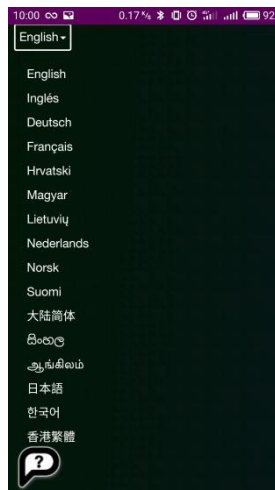 10:00 0.17 K/s 92
English
English
Inglés
Deutsch
Français
Hrvatski
Magyar
Lietuvių
Nederlands
Norsk
Suomi
大陆简体
සිංහල
ஆங்கிலம்
日本語
한국어
香港繁體
?